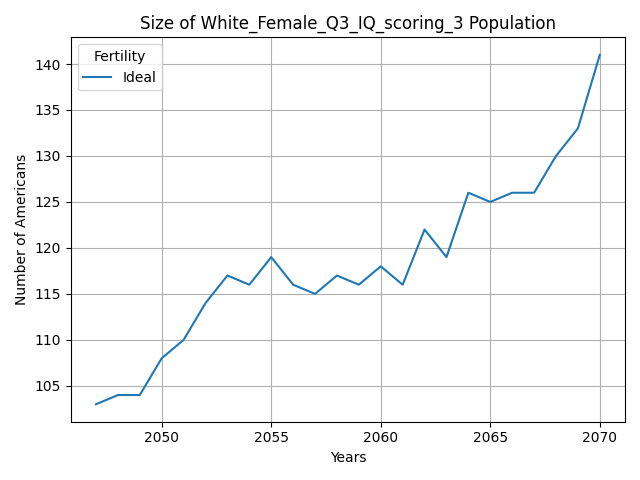 Size of White_Female_Q3_IQ_scoring_3 Population
Fertility
Ideal
Number of Americans
140
135
130
125
120
115
110
105
2050 2055 2060 2065 2070
Years